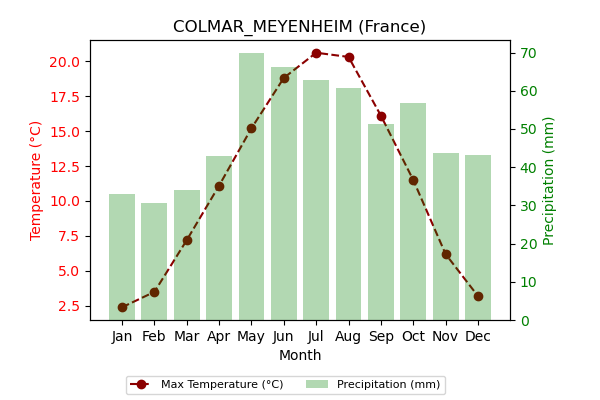 COLMAR_MEYENHEIM (France)
Temperature (°C)
20.0
17.5
15.0
12.5
10.0
7.5
5.0
2.5
70
60
50
40
30
20
10
0
Precipitation (mm)
Jan Feb Mar Apr May Jun Jul Aug Sep Oct Nov Dec
Month
Max Temperature (°C) Precipitation (mm)